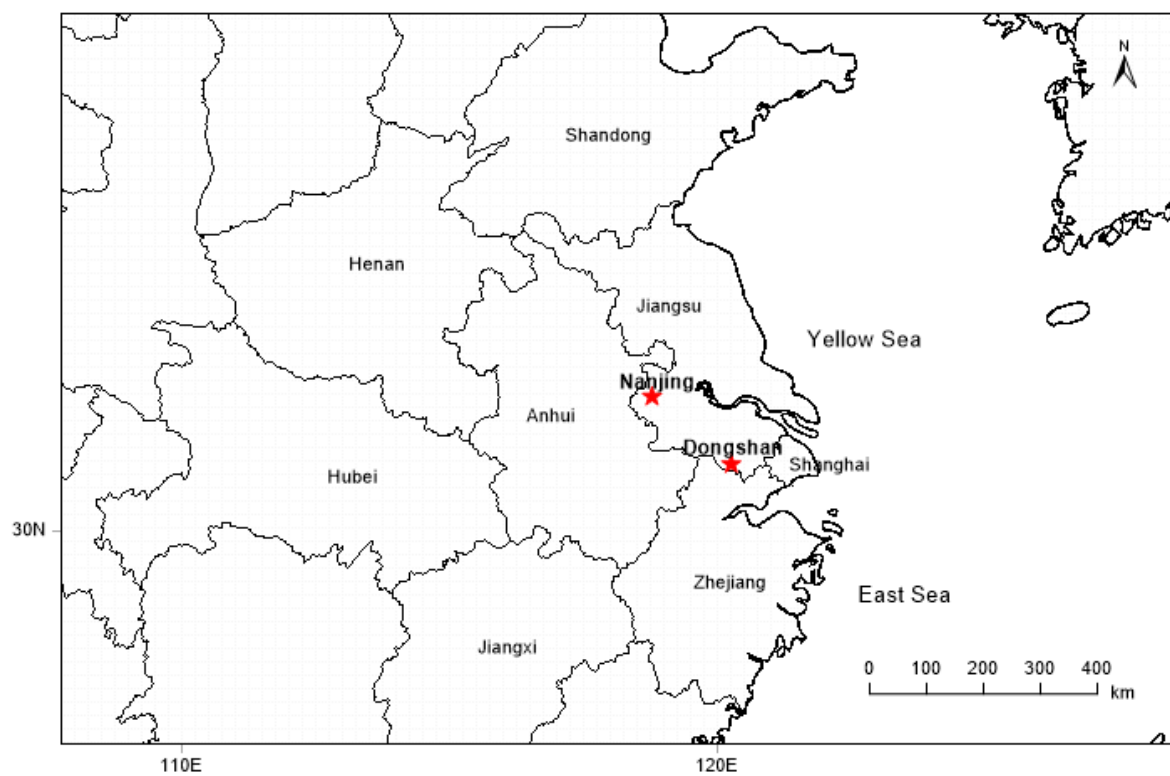 N
Shandong
Henan
Jiangsu
Yellow Sea
Nanjing
Anhui
Dongshan
Shanghai
Hubei
30N
Zhejiang
East Sea
Jiangxi
0 100 200 300 400
km
110E 120E